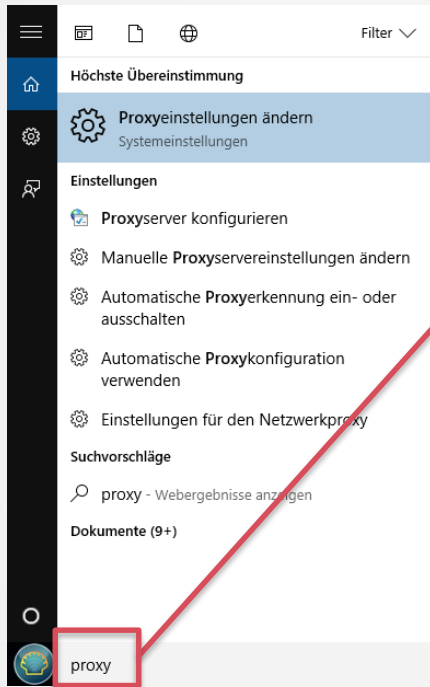 Filter
Höchste Übereinstimmung
Proxyeinstellungen ändern
Systemeinstellungen
Einstellungen
Proxyserver konfigurieren
Manuelle Proxyservereinstellungen ändern
Automatische Proxyerkennung ein- oder
ausschalten
Automatische Proxykonfiguration
verwenden
Einstellungen für den Netzwerkproxy
Suchvorschläge
proxy - Webergebnisse anzeigen
Dokumente (9+)
proxy